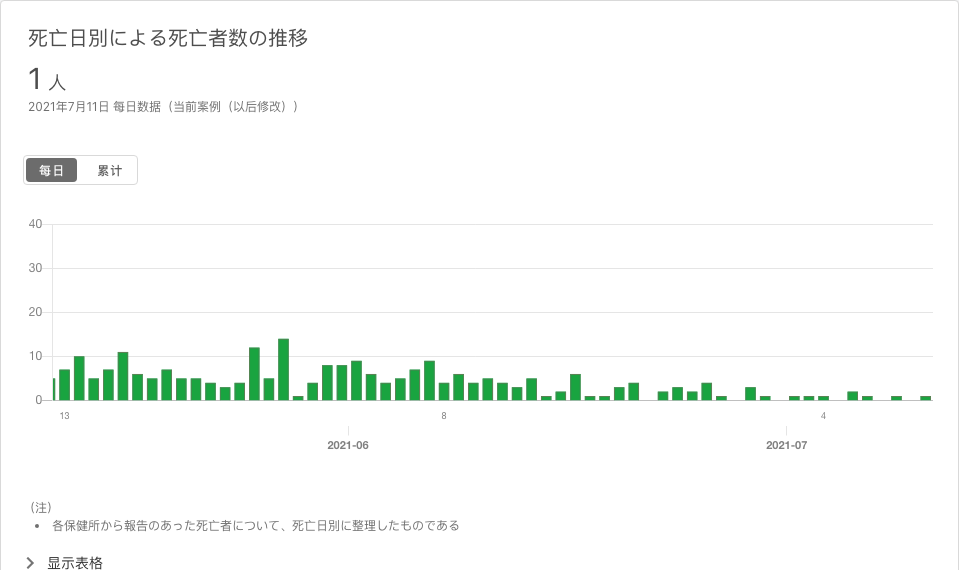 死亡日別による死亡者数の推移
1 人
2021年7月11日 每日数据（当前案例（以后修改））
每日 累计
40
30
20
10
0
13 8 4
2021-06 2021-07
（注）
• 各保健所から報告のあった死亡者について、死亡日別に整理したものである
显示表格